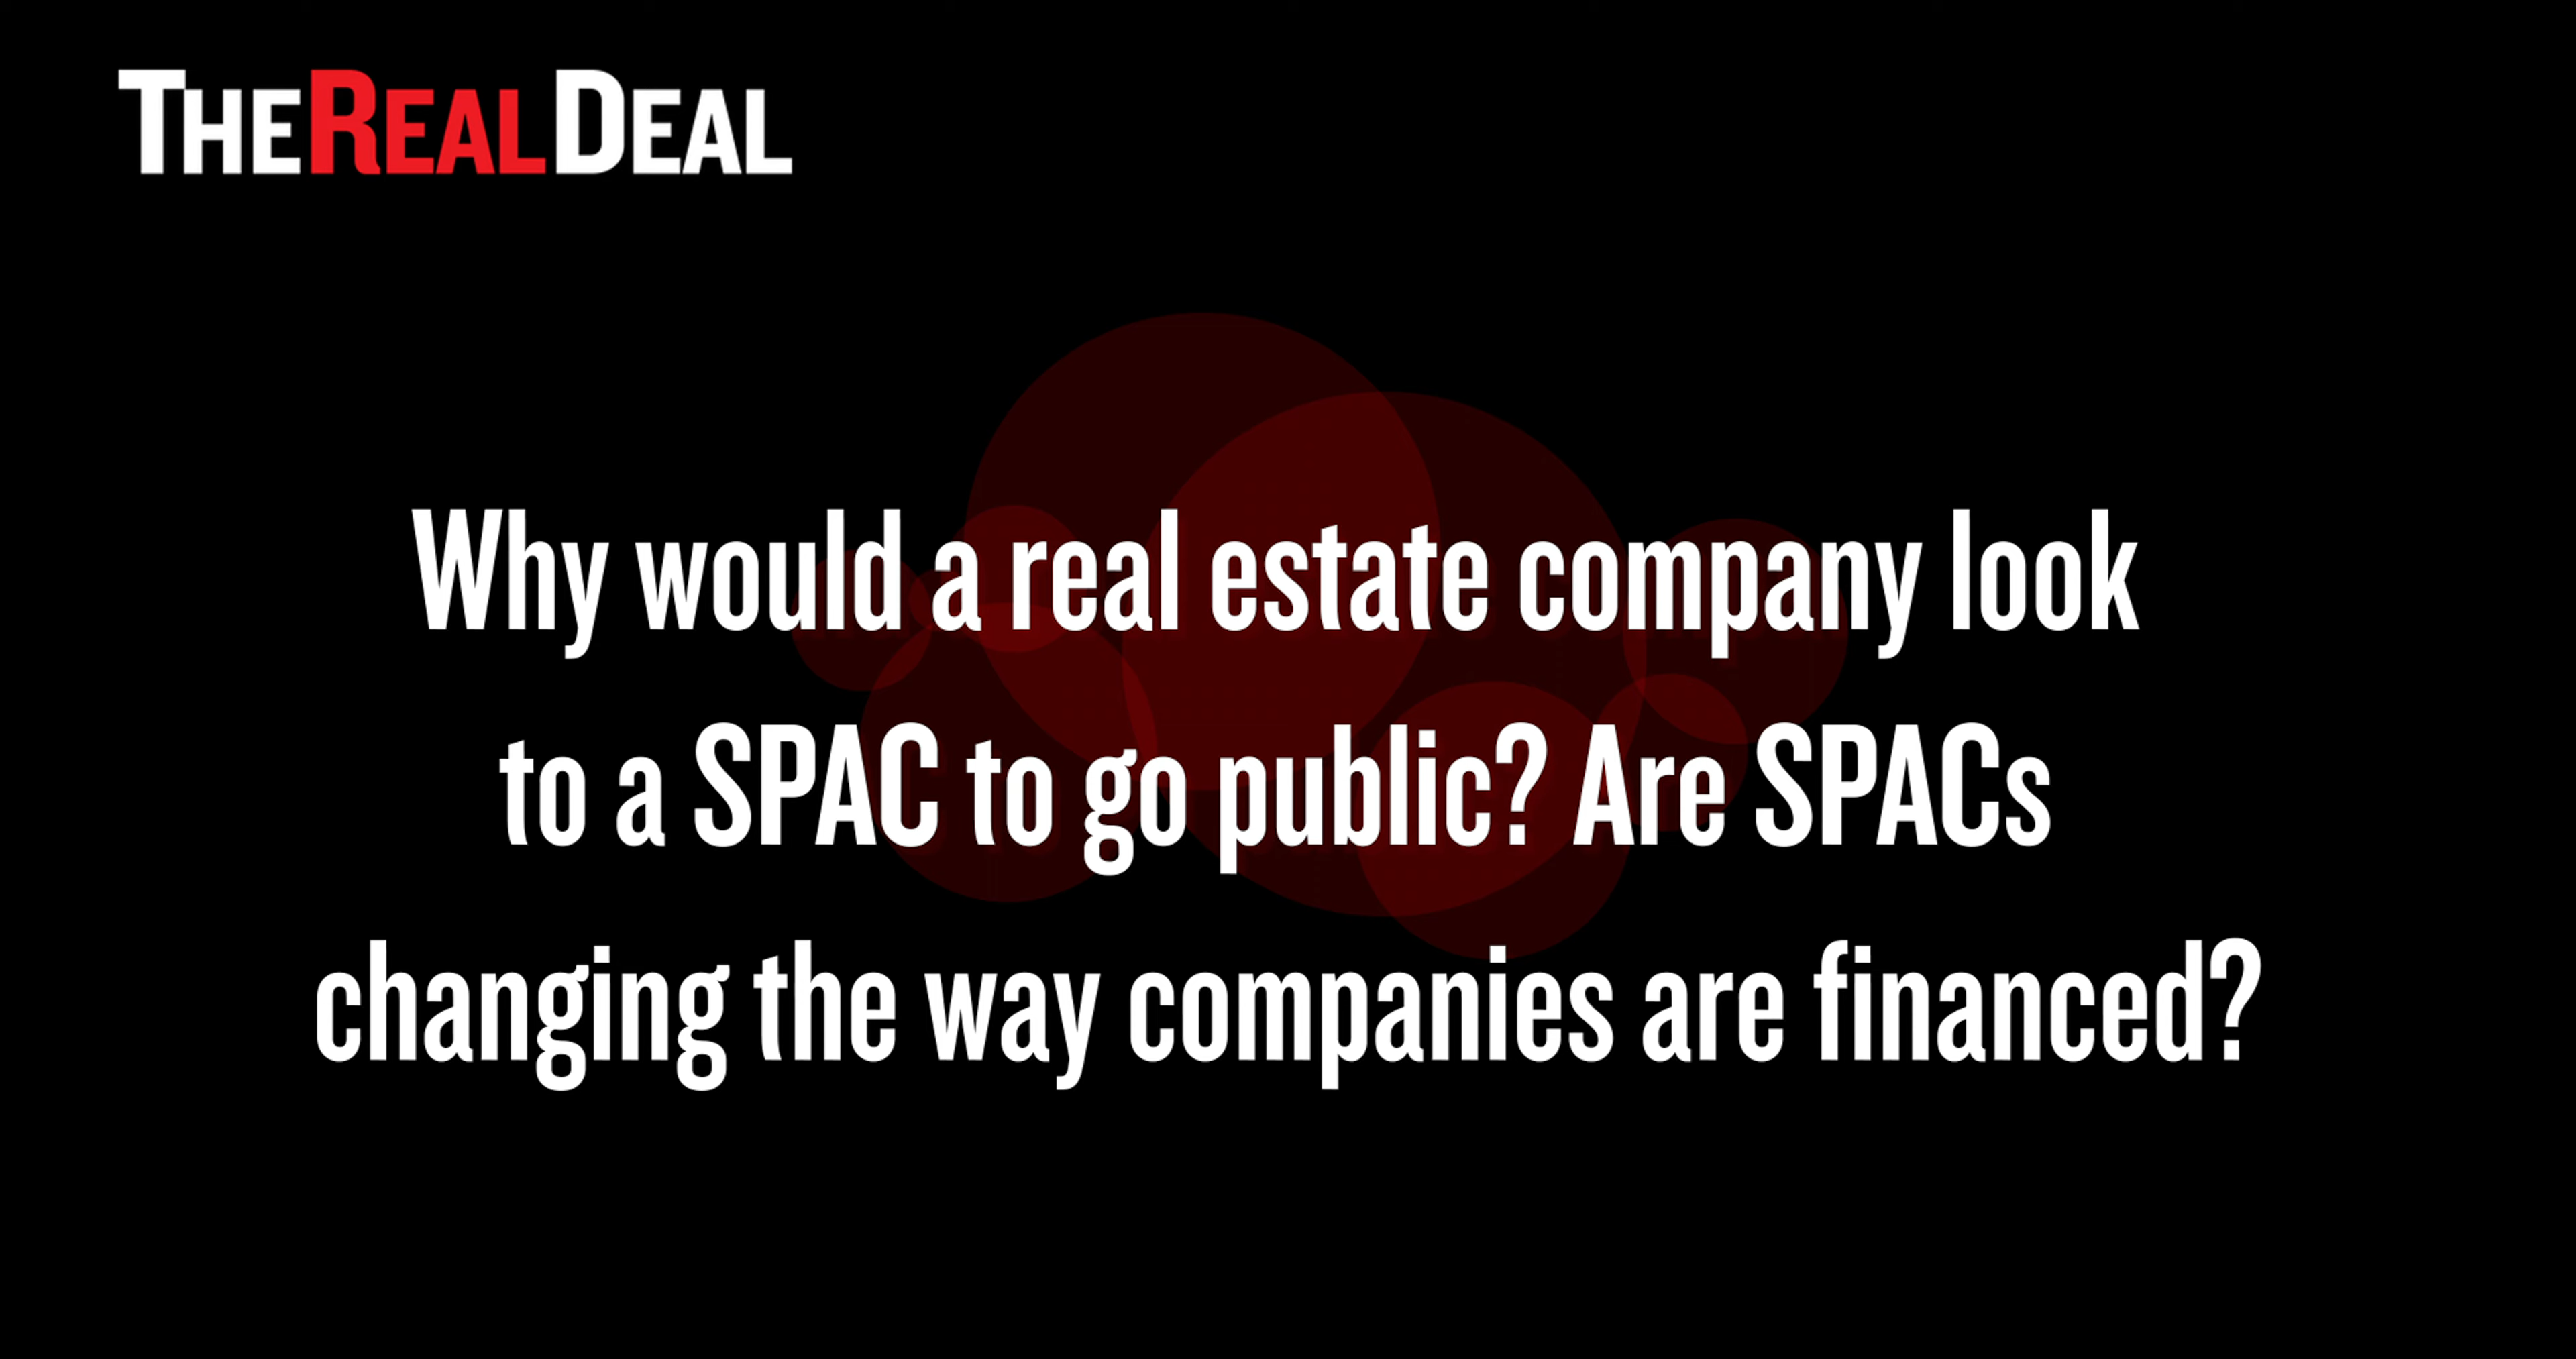 THEREALDEAL
Why would a real estate company look
to a SPAC to go public? Are SPACs
changing the way companies are financed?